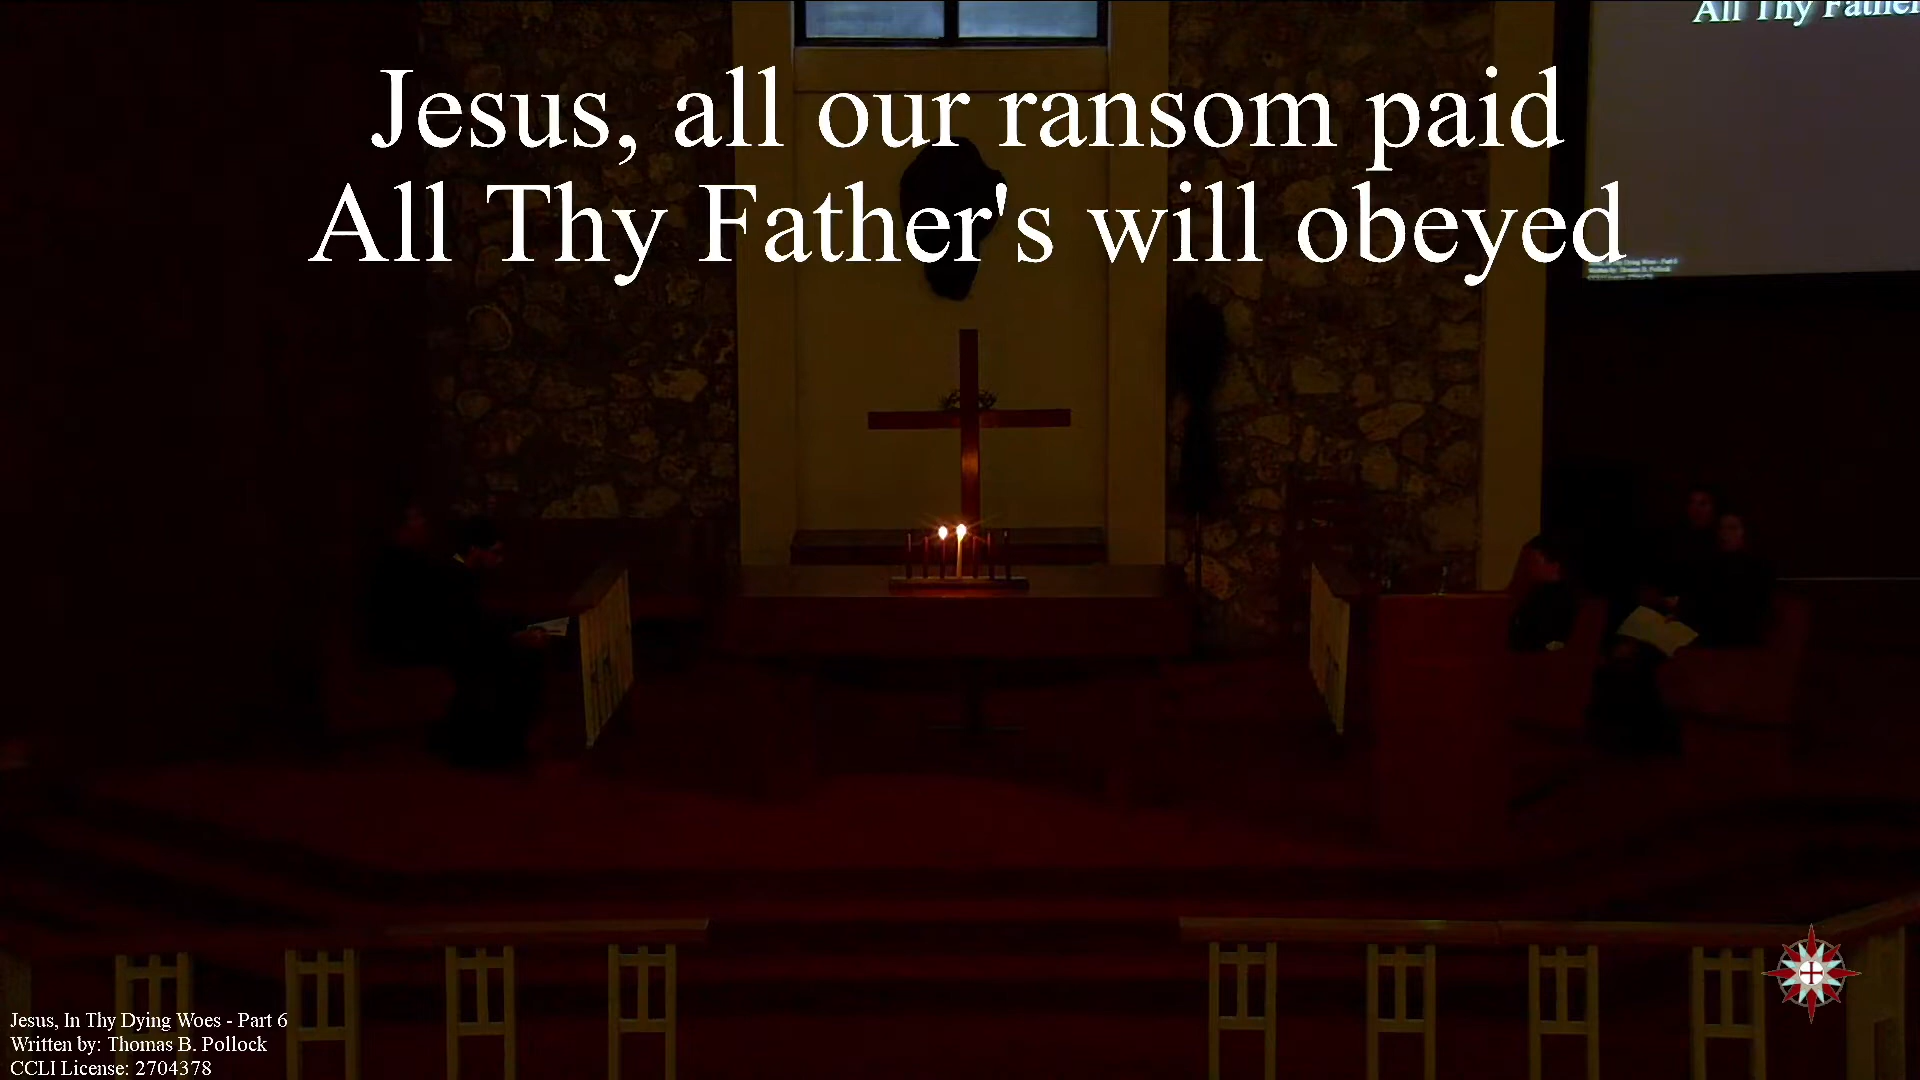 All Thy Father
Jesus, all our ransom paid
All Thy Father's will obeyed
Jesus, In Thy Dying Woes - Part 6
Written by: Thomas B. Pollock
CCLI License: 2704378